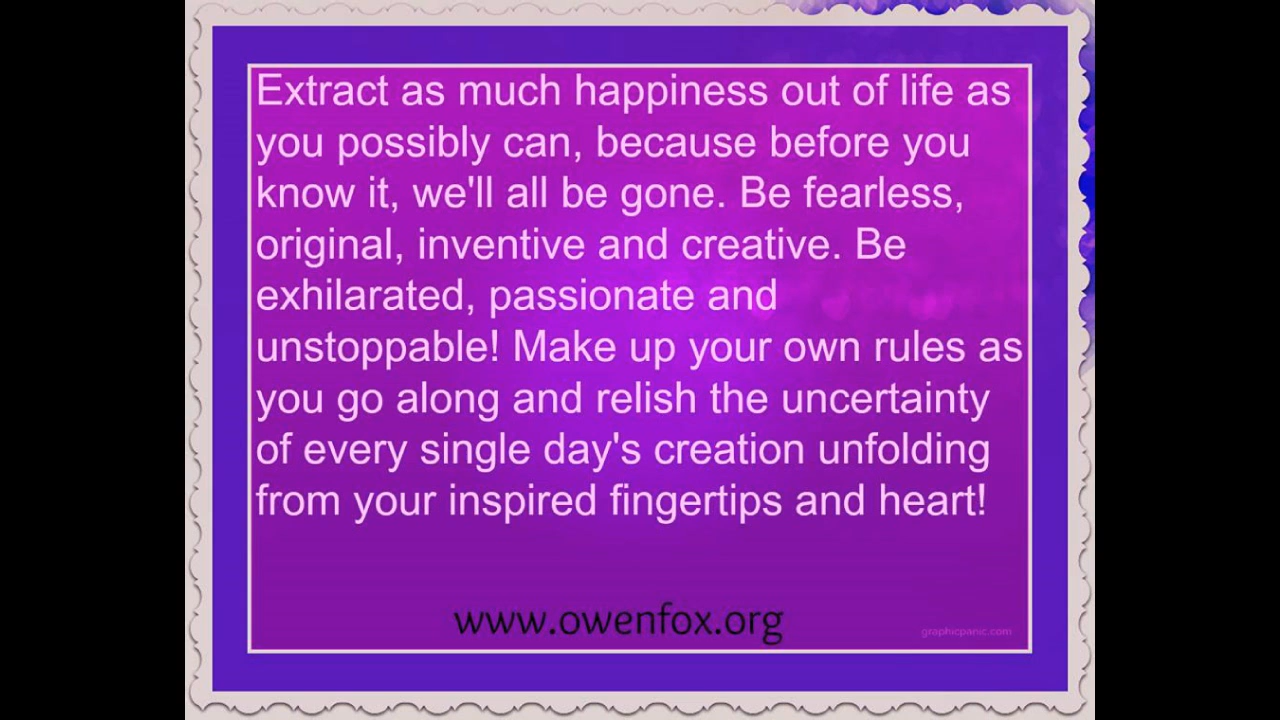 Extract as much happiness out of life as
you possibly can, because before you
know it, we'll all be gone. Be fearless,
original, inventive and creative. Be
exhilarated, passionate and
unstoppable! Make up your own rules as
you go along and relish the uncertainty
of every single day's creation unfolding
from your inspired fingertips and heart!
www.owenfox.org
graphicpanic.com